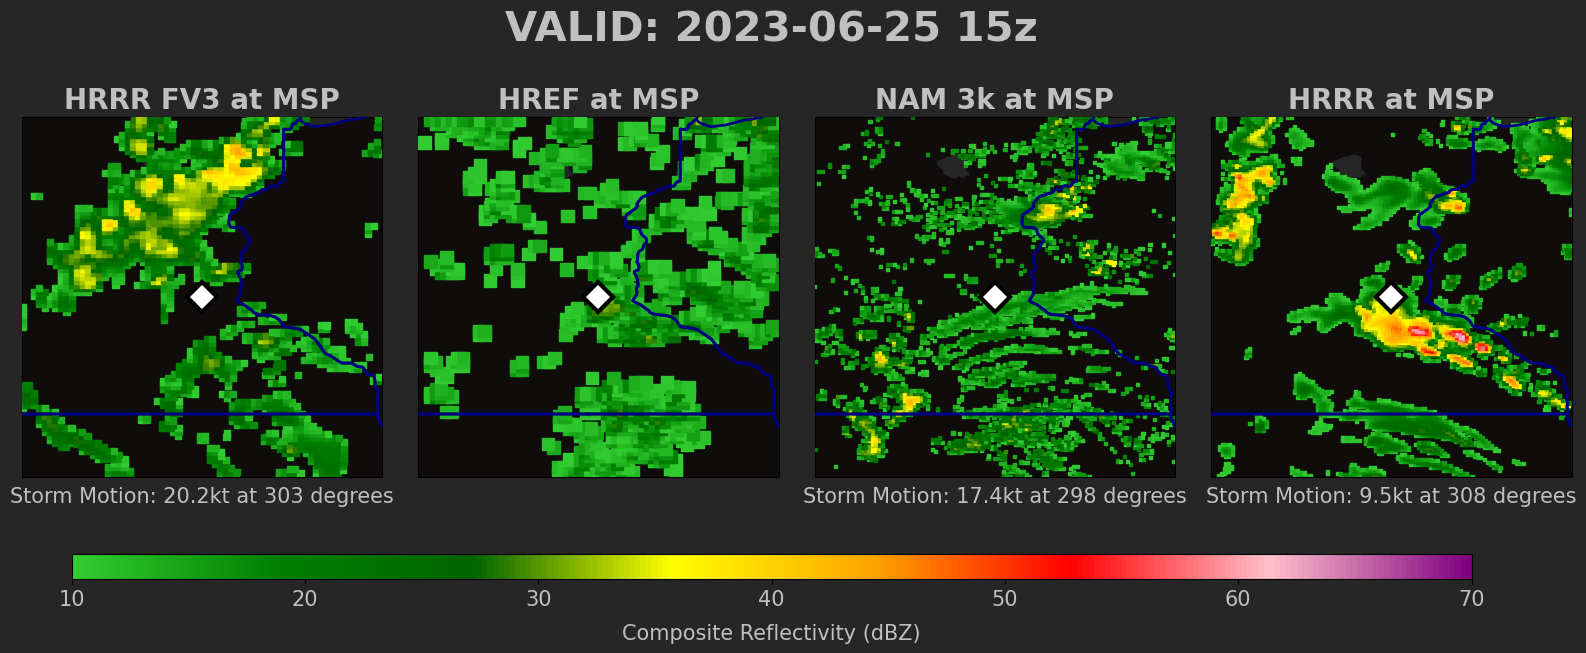 VALID: 2023-06-25 15z
HRRR FV3 at MSP
HREF at MSP
NAM 3k at MSP
HRRR at MSP
Storm Motion: 20.2kt at 303 degrees
Storm Motion: 17.4kt at 298 degrees
Storm Motion: 9.5kt at 308 degrees
10 20 30 40 50 60 70
Composite Reflectivity (dBZ)